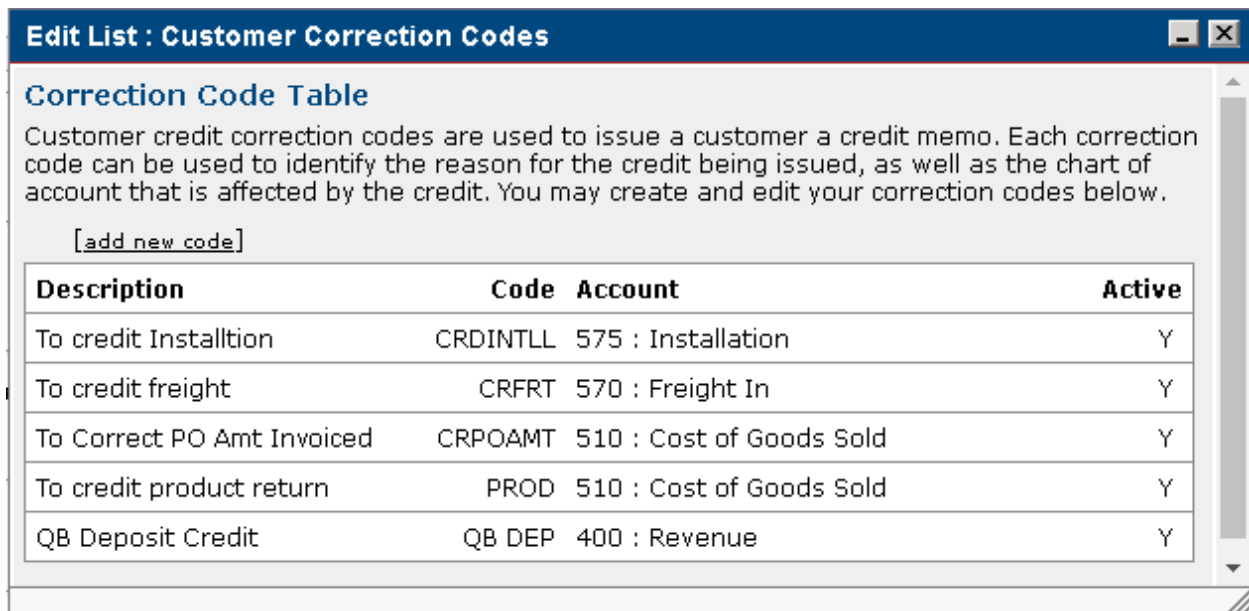 Edit List : Customer Correction Codes
Correction Code Table
Customer credit correction codes are used to issue a customer a credit memo. Each correction
code can be used to identify the reason for the credit being issued, as well as the chart of
account that is affected by the credit. You may create and edit your correction codes below.
[add new code]
Description Code Account Active
To credit Installtion CRDINTLL 575 : Installation Y
To credit freight CRFRT 570 : Freight In Y
To Correct PO Amt Invoiced CRPOAMT 510 : Cost of Goods Sold Y
To credit product return PROD 510 : Cost of Goods Sold Y
QB Deposit Credit QB DEP 400 : Revenue Y